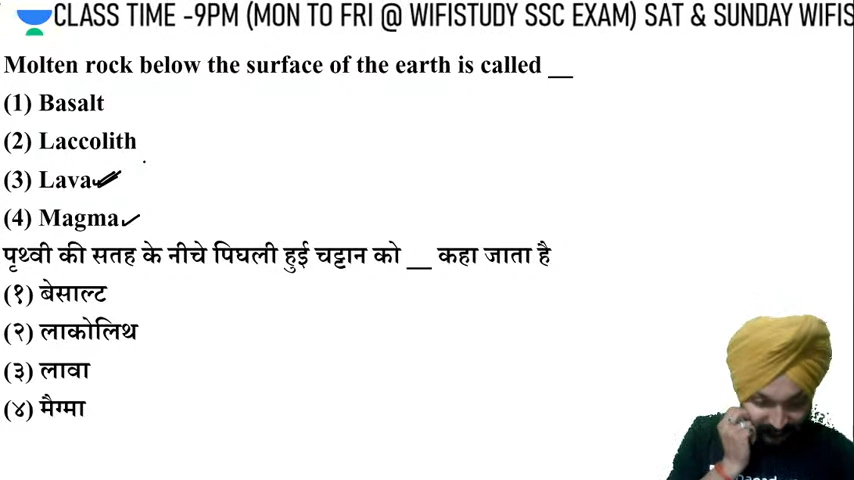 CLASS TIME -9PM (MON TO FRI @ WIFISTUDY SSC EXAM) SAT & SUNDAY WIFIS
Molten rock below the surface of the earth is called __
(1) Basalt
(2) Laccolith
(3) Lava
(4) Magma
पृथ्वी की सतह के नीचे पिघली हुई चट्टान को __ कहा जाता है
(१) बेसाल्ट
(२) लाकोलिथ
(३) लावा
(४) मैग्मा